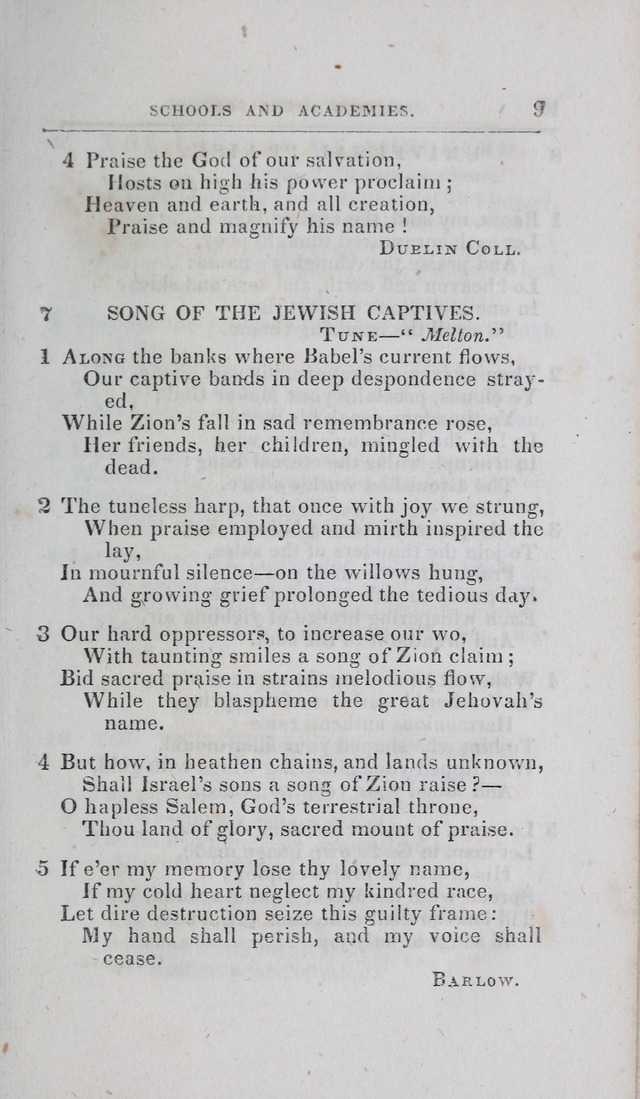 SCHOOLS AND ACADEMIES. 9
4 Praise the God of our salvation,
Hosts on high his power proclaim;
Heaven and earth, and all creation,
Praise and magnify his name!
DUELIN COLL.
7 SONG OF THE JEWISH CAPTIVES.
TUNE—“ Melton.”
1 ALONG the banks where Babel’s current flows,
Our captive bands in deep despondence stray-
ed,
While Zion’s fall in sad remembrance rose,
Her friends, her children, mingled with the
dead.
2 The tuneless harp, that once with joy we strung,
When praise employed and mirth inspired the
lay,
In mournful silence—on the willows hung,
And growing grief prolonged the tedious day.
3 Our hard oppressors, to increase our wo,
With taunting smiles a song of Zion claim;
Bid sacred praise in strains melodious flow,
While they blaspheme the great Jehovah’s
name.
4 But how, in heathen chains, and lands unknown,
Shall Israel’s sons a song of Zion raise?—
O hapless Salem, God’s terrestrial throne,
Thou land of glory, sacred mount of praise.
5 If e’er my memory lose thy lovely name,
If my cold heart neglect my kindred race,
Let dire destruction seize this guilty frame:
My hand shall perish, and my voice shall
cease.
BARLOW.